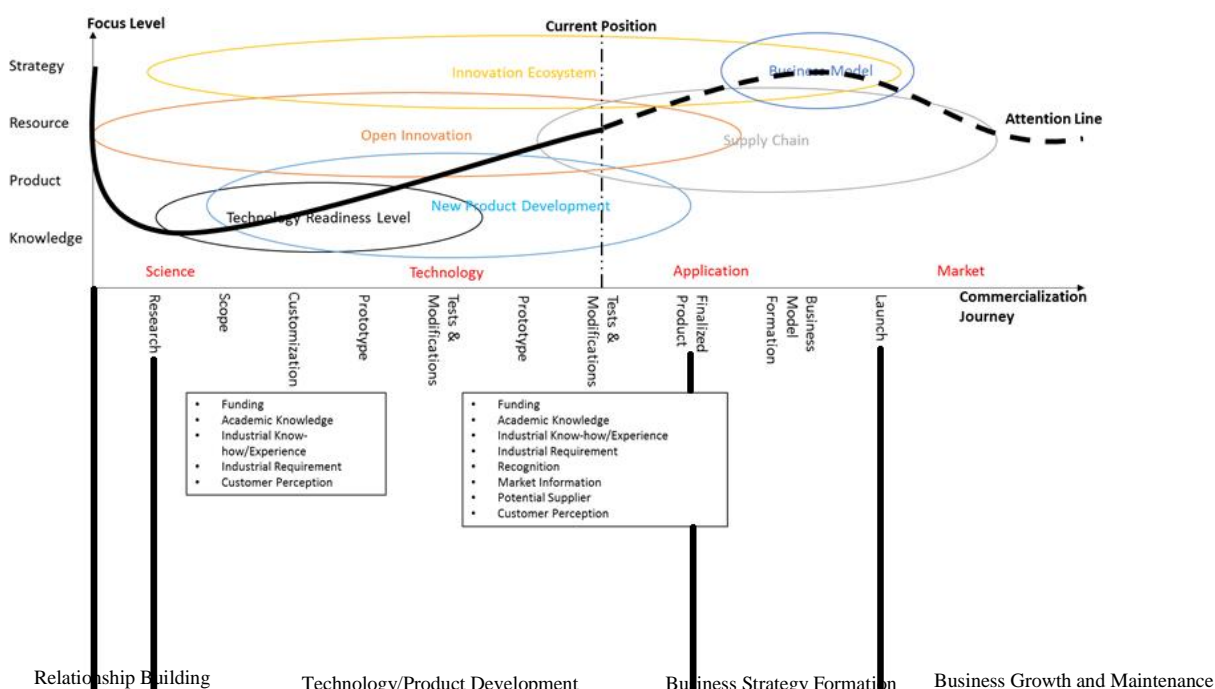 Focus Level
Current Position
Strategy
Innovation Ecosystem
Business Model
Resource
Attention Line
Open Innovation
Supply Chain
Product
New Product Development
Technology Readiness Level
Knowledge
Science
Technology
Application
Market
Commercialization
Journey
Research
Scope
Customization
Prototype
Tests &
Modifications
Prototype
Tests &
Modifications
Finalized
Product
Business
Model
Formation
Launch
• Funding
• Academic Knowledge
• Industrial Know-
how/Experience
• Industrial Requirement
• Customer Perception
• Funding
• Academic Knowledge
• Industrial Know-how/Experience
• Industrial Requirement
• Recognition
• Market Information
• Potential Supplier
• Customer Perception
Relationship Building
Technology/Product Development
Business Strategy Formation
Business Growth and Maintenance